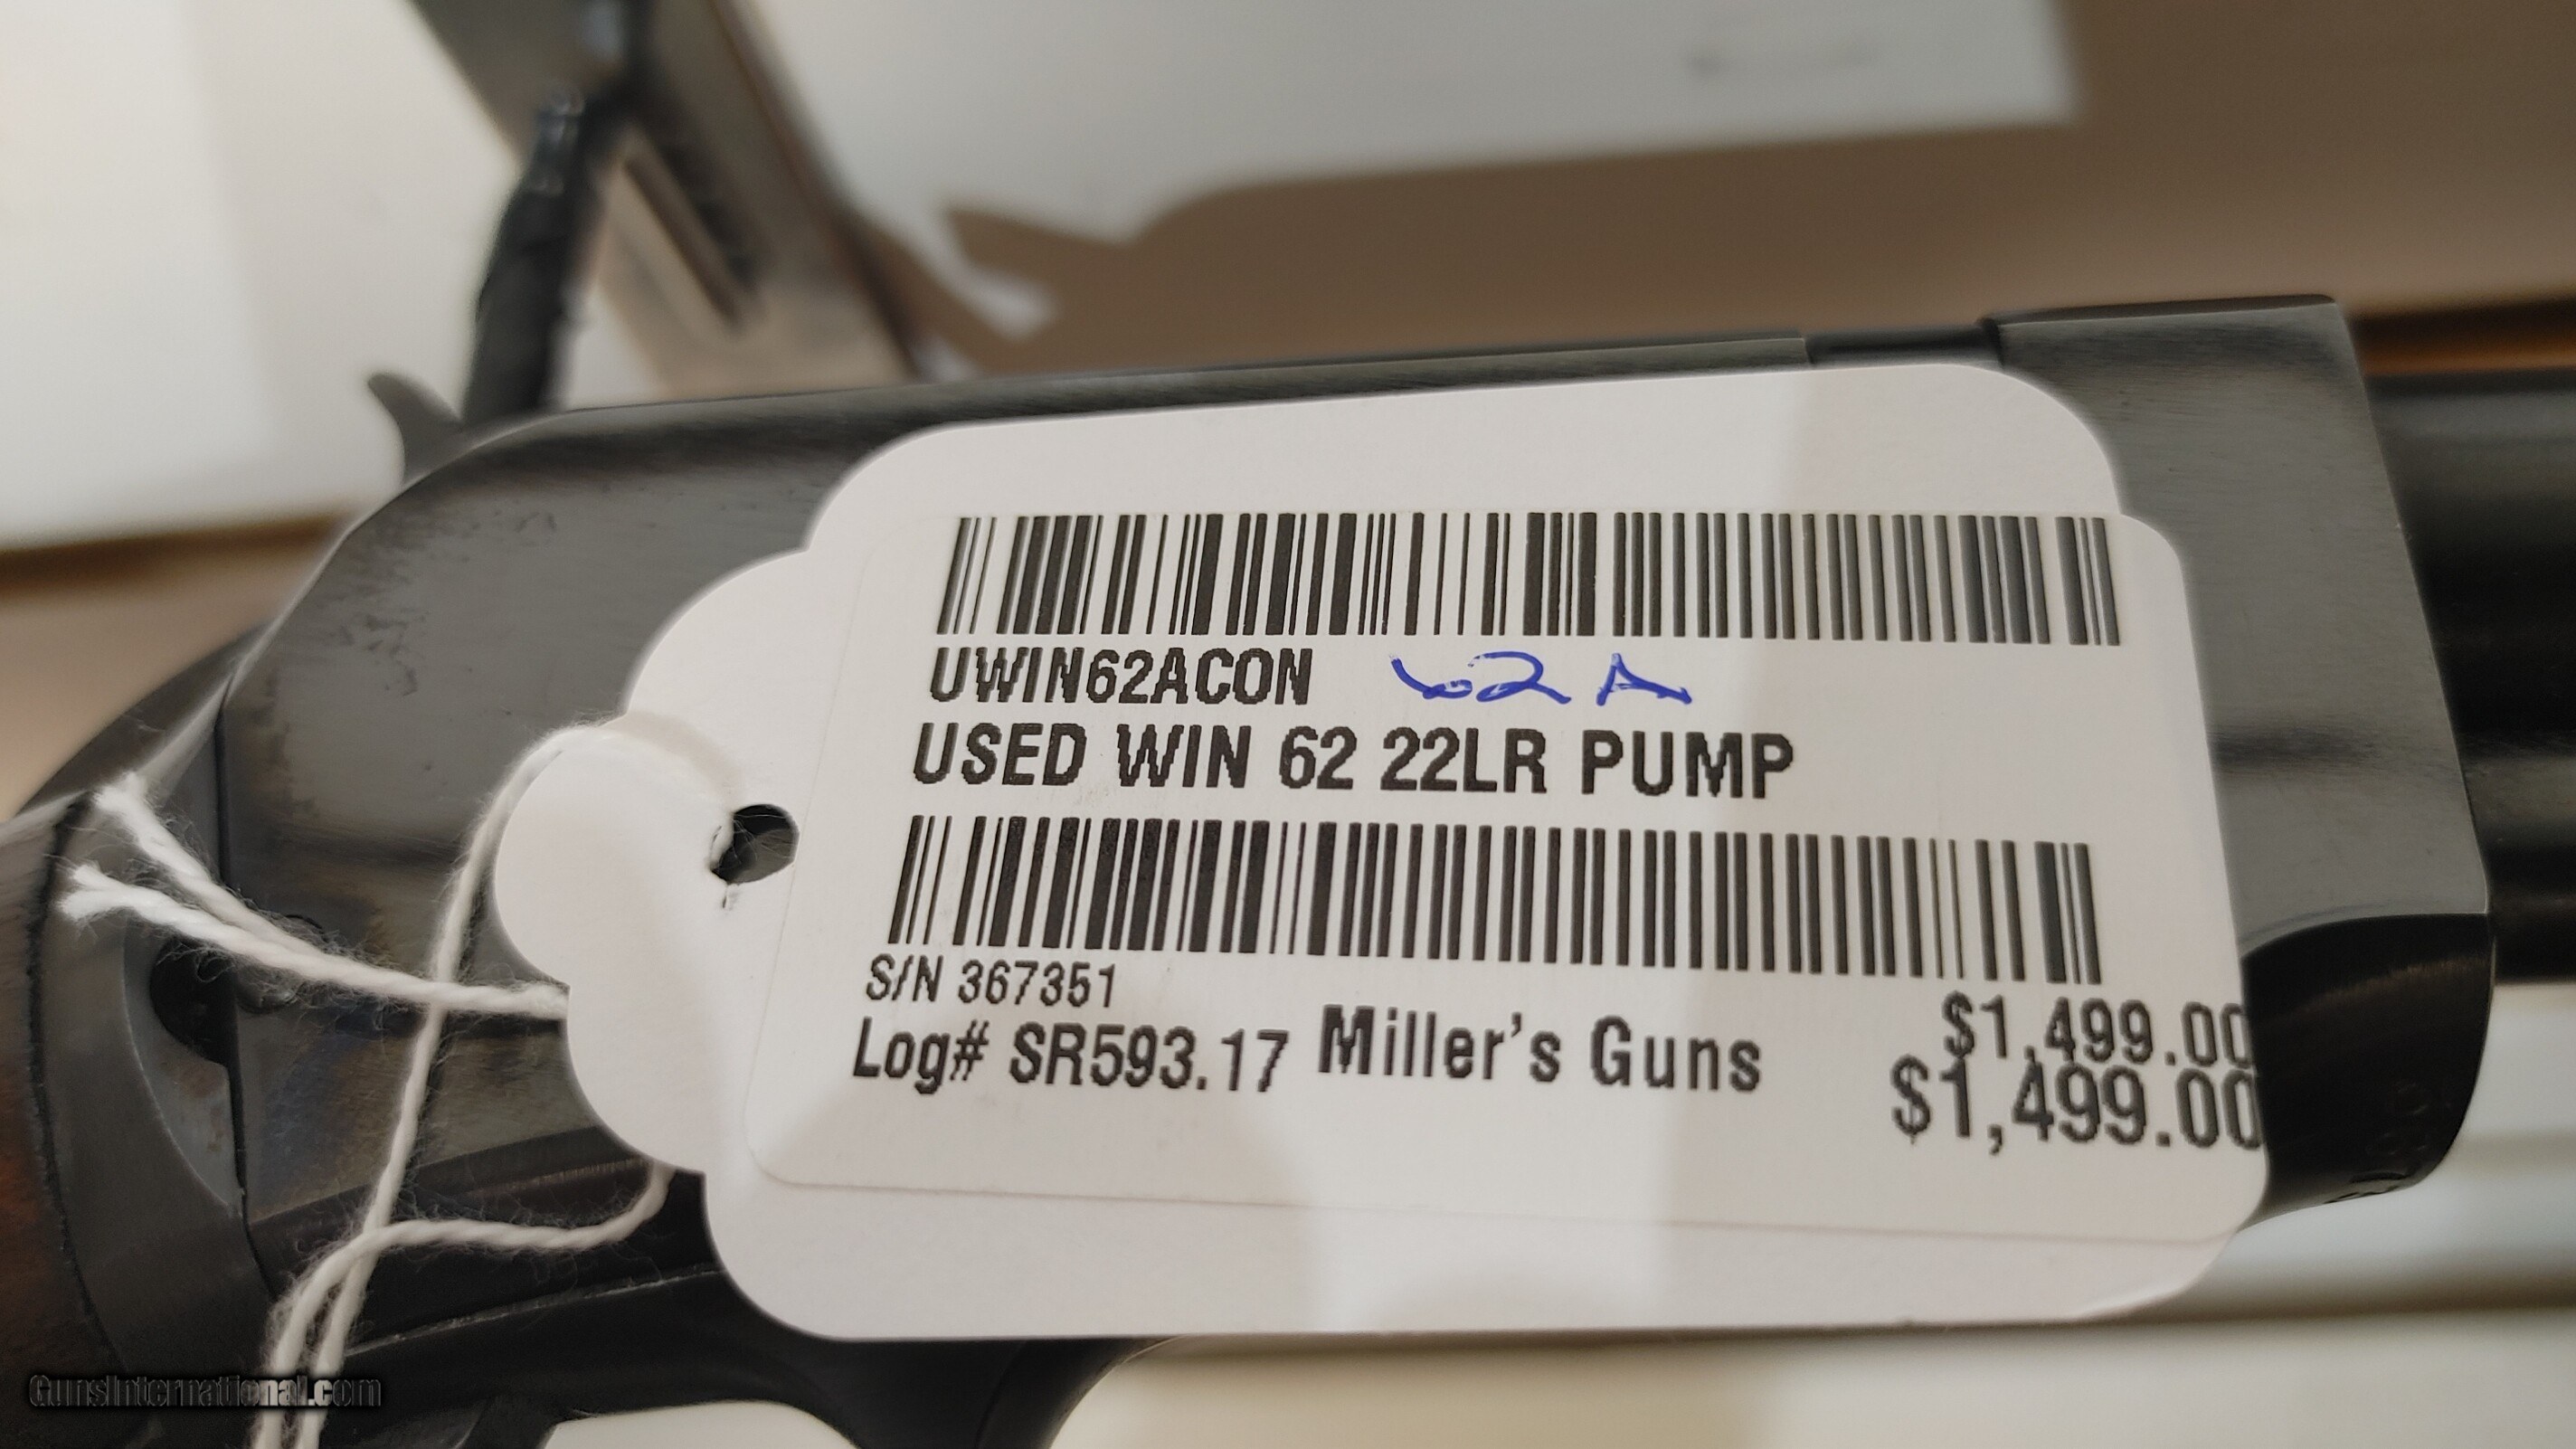 UWIN62ACON 62A
USED WIN 62 22LR PUMP
S/N 367351
$1,499.00
Log# SR593.17 Miller's Guns $1,499.00
GunsInternational.com